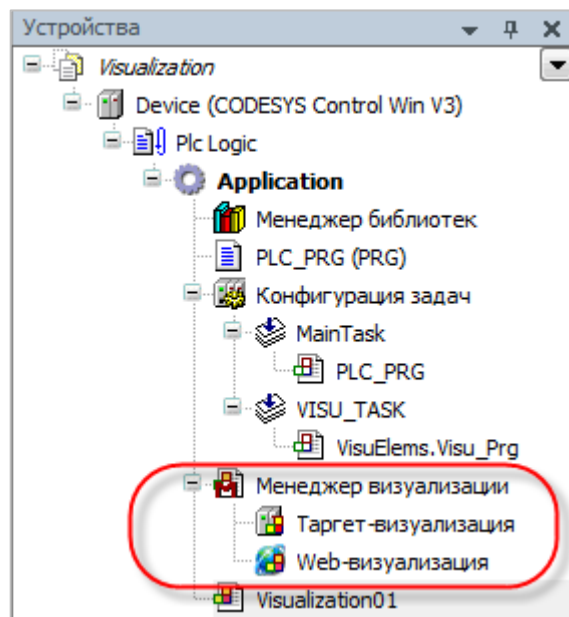 Устройства
Visualization
Device (CODESYS Control Win V3)
Plc Logic
Application
Менеджер библиотек
PLC_PRG (PRG)
Конфигурация задач
MainTask
PLC_PRG
VISU_TASK
VisuElems.Visu_Prg
Менеджер визуализации
Таргет-визуализация
Web-визуализация
Visualization01